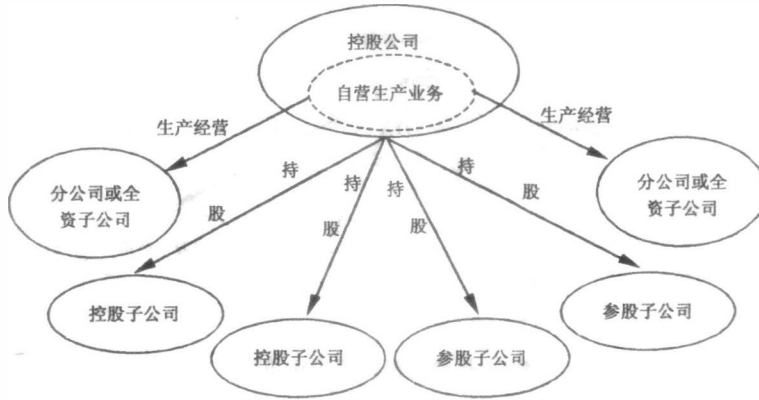 控股公司
自营生产业务
生产经营
生产经营
分公司或全
资子公司
分公司或全
资子公司
持
持
持
持
股
股
股
股
控股子公司
参股子公司
控股子公司
参股子公司